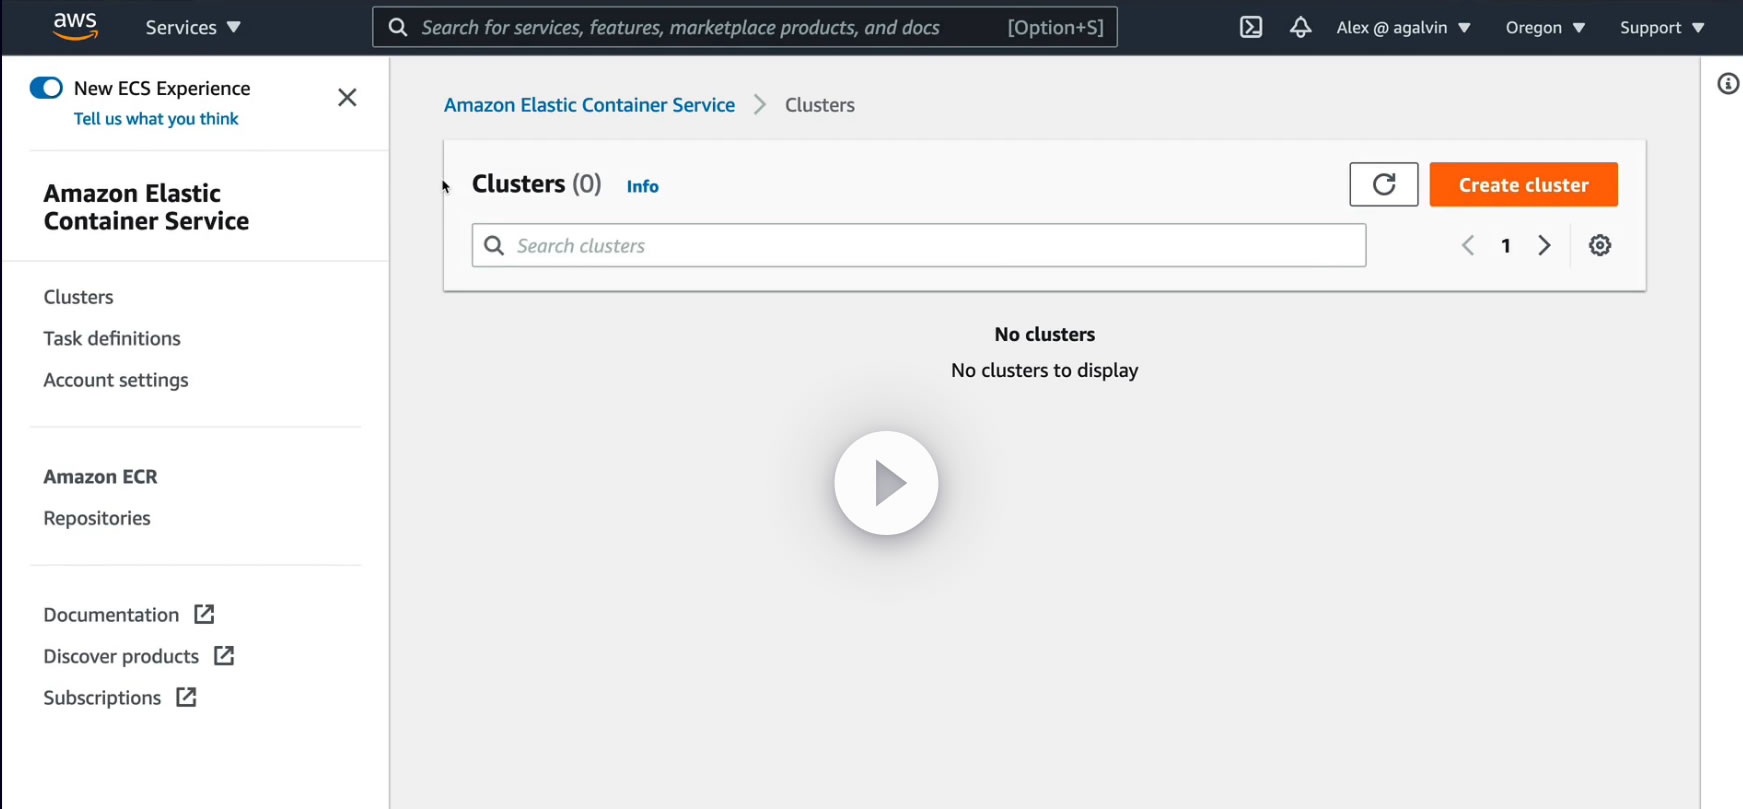 aws
Services
Search for services, features, marketplace products, and docs [Option+S]
Alex @ agalvin
Oregon
Support
New ECS Experience
Tell us what you think
Amazon Elastic
Container Service
Clusters
Task definitions
Account settings
Amazon ECR
Repositories
Documentation
Discover products
Subscriptions
Amazon Elastic Container Service
Clusters
Clusters (0) Info
Create cluster
Search clusters
1
No clusters
No clusters to display